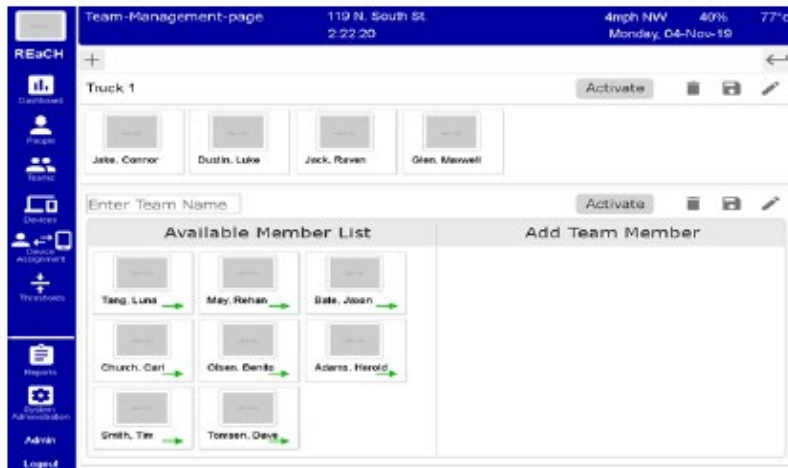 Team-Management-page 119 N. South St. 4mph NW 40% 77°c
2:22:20 Monday, 04-Nov-19
REaCH
Dashboard
People
Teams
Devices
Device
Assignment
Thresholds
Reports
System
Administration
Admin
Logout
Truck 1 Activate
Jake. Connor Dustin. Luke Jack. Raven Glen. Maxwell
Enter Team Name Activate
Available Member List Add Team Member
Tang. Luna May. Rehan Bale. Jason
Church. Carl Olsen. Benito Adams. Herold
Smith, Tim Tomsen. Dave